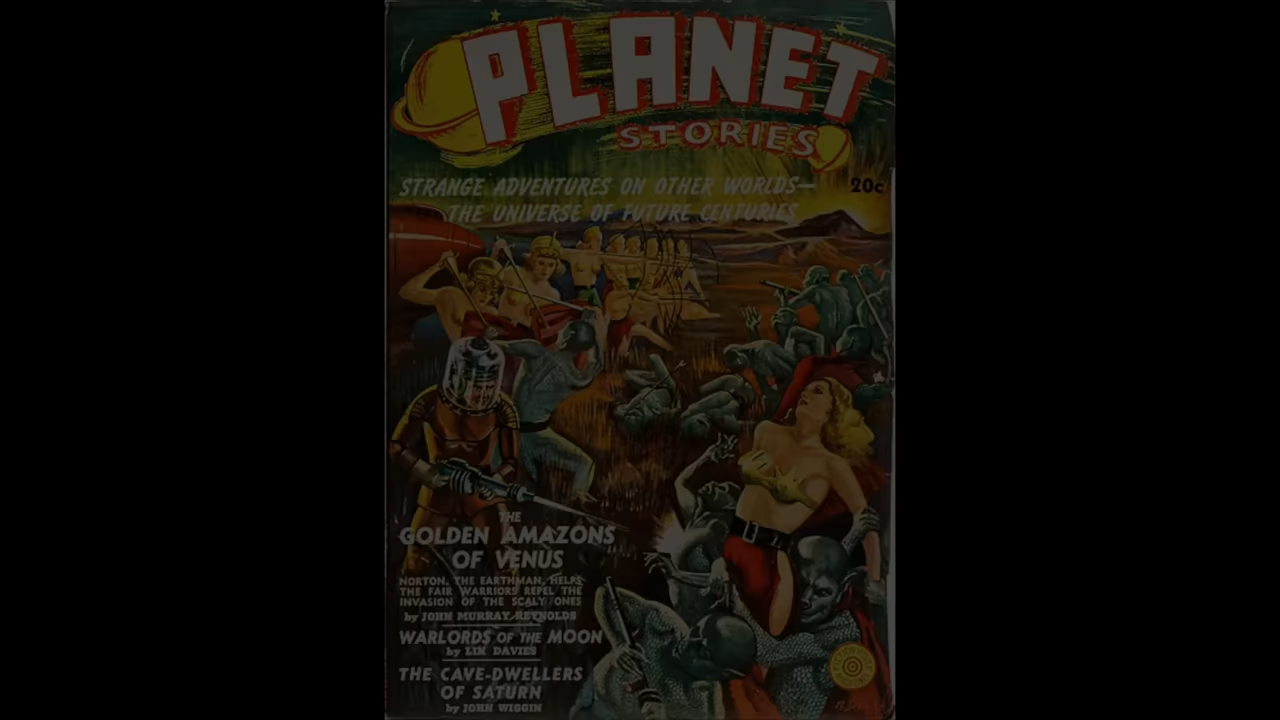 PLANET
STORIES
STRANGE ADVENTURES ON OTHER WORLDS—
20c
THE UNIVERSE OF FUTURE CENTURIES
THE
GOLDEN AMAZONS
OF VENUS
NORTON, THE EARTHMAN, HELPS
THE FAIR WARRIORS REPEL THE
INVASION OF THE SCALY ONES
by JOHN MURRAY REYNOLDS
WARLORDS OF THE MOON
by LIN DAVIES
THE CAVE-DWELLERS
OF SATURN
by JOHN WIGGIN